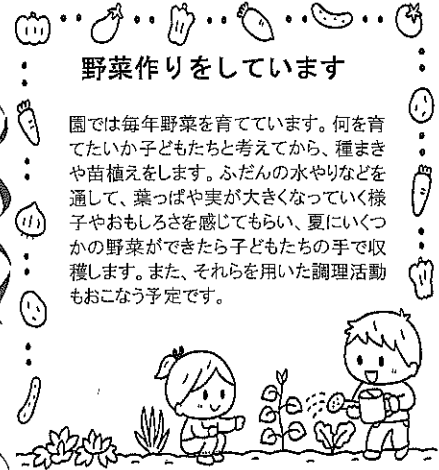 野菜作りをしています
園では毎年野菜を育てています。何を育
てたいか子どもたちと考えてから、種まき
や苗植えをします。ふだんの水やりなどを
通して、葉っぱや実が大きくなっていく様
子やおもしろさを感じてもらい、夏にいくつ
かの野菜ができたら子どもたちの手で収
穫します。また、それらを用いた調理活動
もおこなう予定です。